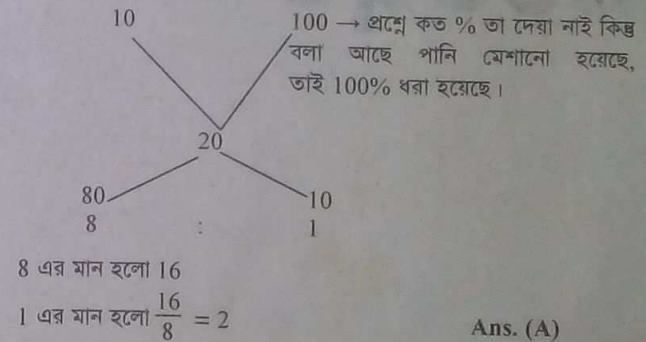 10 100 → প্রশ্নে কত % তা দেয়া নাই কিন্তু
বলা আছে পানি মেশানো হয়েছে,
তাই 100% ধরা হয়েছে।
20
80 10
8 : 1
8 এর মান হলো 16
1 এর মান হলো 16/8 = 2
Ans. (A)